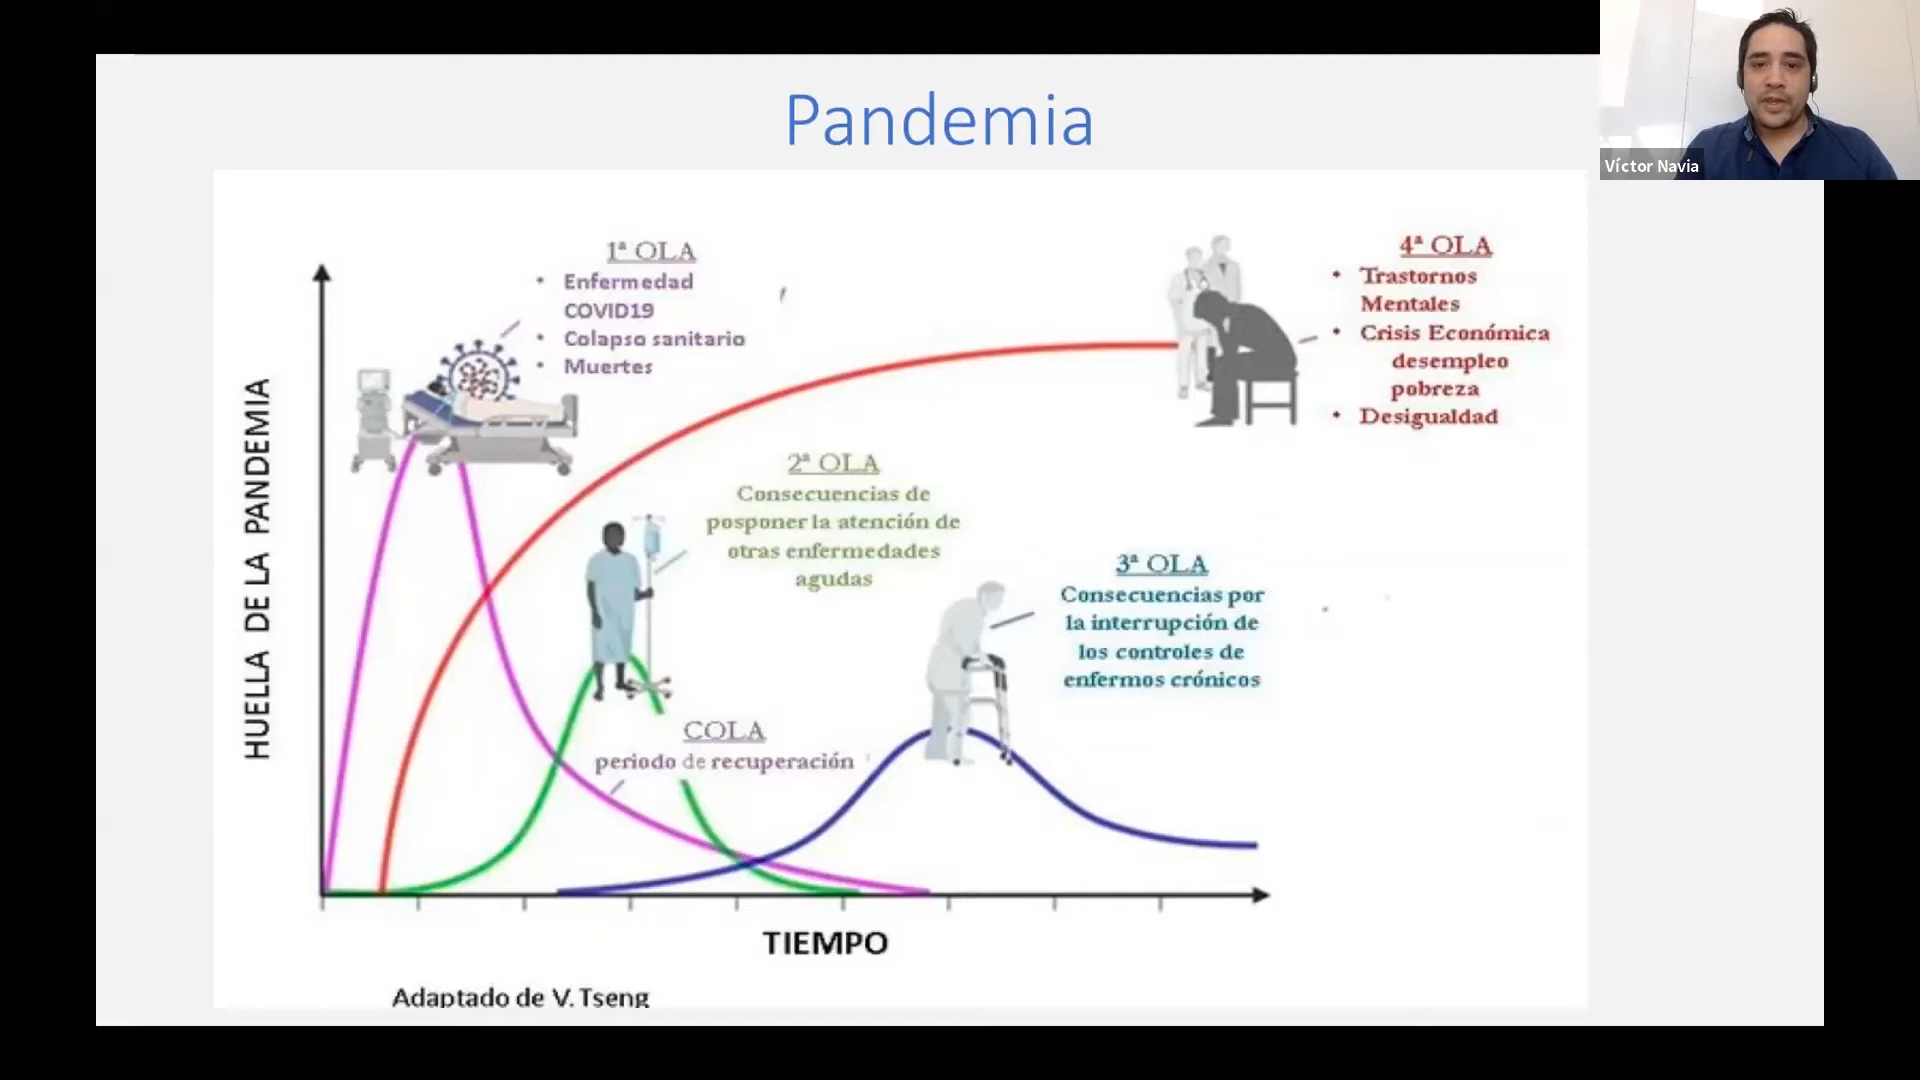 Pandemia
Víctor Navia
1ª OLA
• Enfermedad
COVID19
• Colapso sanitario
• Muertes
4ª OLA
• Trastornos
Mentales
• Crisis Económica
desempleo
pobreza
• Desigualdad
2ª OLA
Consecuencias de
posponer la atención de
otras enfermedades
agudas
3ª OLA
Consecuencias por
la interrupción de
los controles de
enfermos crónicos
COLA
periodo de recuperación
HUELLA DE LA PANDEMIA
TIEMPO
Adaptado de V. Tseng